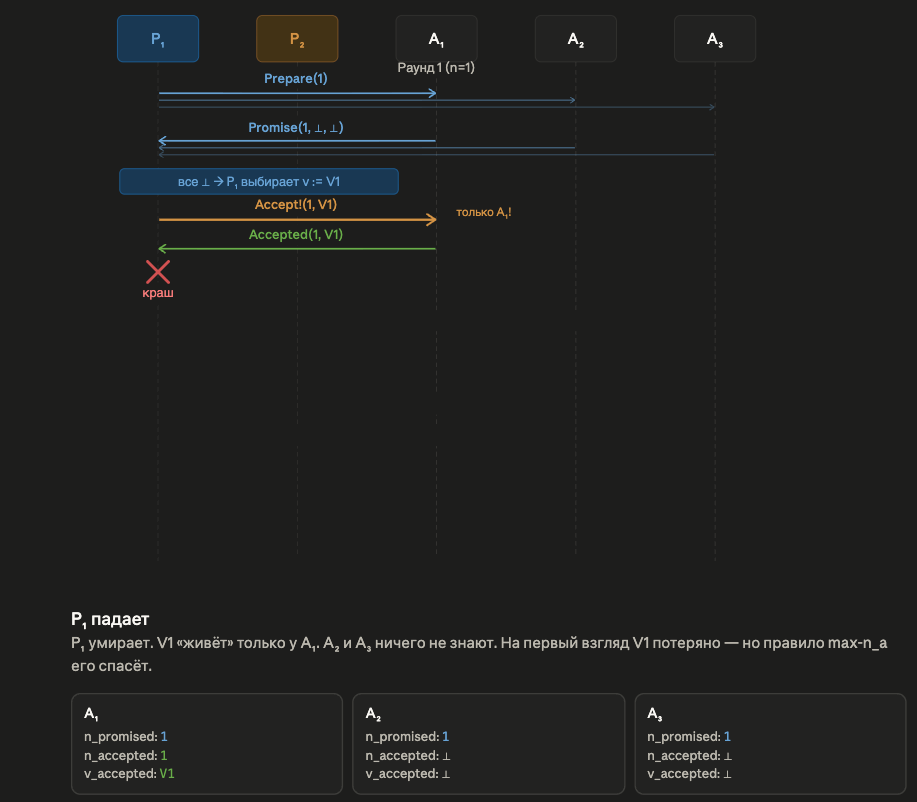 P₁ P₂ A₁ A₂ A₃
Раунд 1 (n=1)
Prepare(1)
Promise(1, ⊥, ⊥)
все ⊥ → P₁ выбирает v := V1
Accept!(1, V1)
только A₁!
Accepted(1, V1)
краш
P₁ падает
P₁ умирает. V1 «живёт» только у A₁. A₂ и A₃ ничего не знают. На первый взгляд V1 потеряно — но правило max-n_a
его спасёт.
A₁
n_promised: 1
n_accepted: 1
v_accepted: V1
A₂
n_promised: 1
n_accepted: ⊥
v_accepted: ⊥
A₃
n_promised: 1
n_accepted: ⊥
v_accepted: ⊥